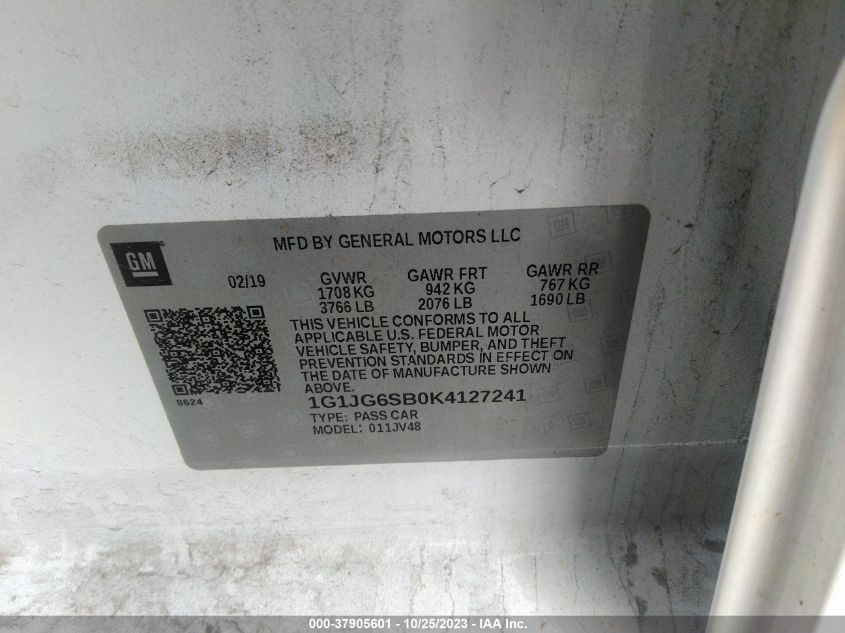 MFD BY GENERAL MOTORS LLC
GM
02/19
GVWR
1708 KG
3766 LB
GAWR FRT
942 KG
2076 LB
GAWR RR
767 KG
1690 LB
THIS VEHICLE CONFORMS TO ALL
APPLICABLE U.S. FEDERAL MOTOR
VEHICLE SAFETY, BUMPER, AND THEFT
PREVENTION STANDARDS IN EFFECT ON
THE DATE OF MANUFACTURE SHOWN
ABOVE.
8624
1G1JG6SB0K4127241
TYPE: PASS CAR
MODEL: 011JV48
000-37905601 - 10/25/2023 - IAA Inc.